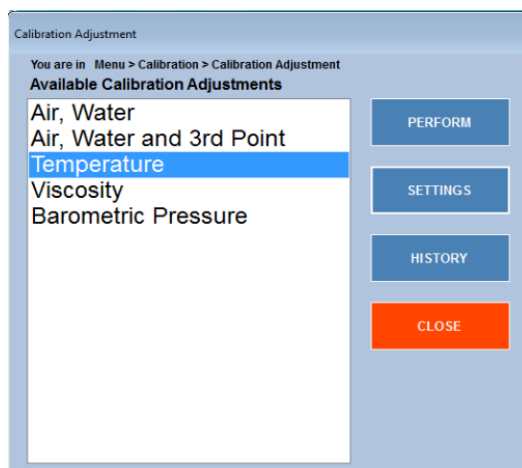 Calibration Adjustment
You are in Menu > Calibration > Calibration Adjustment
Available Calibration Adjustments
Air, Water
Air, Water and 3rd Point
Temperature
Viscosity
Barometric Pressure
PERFORM
SETTINGS
HISTORY
CLOSE